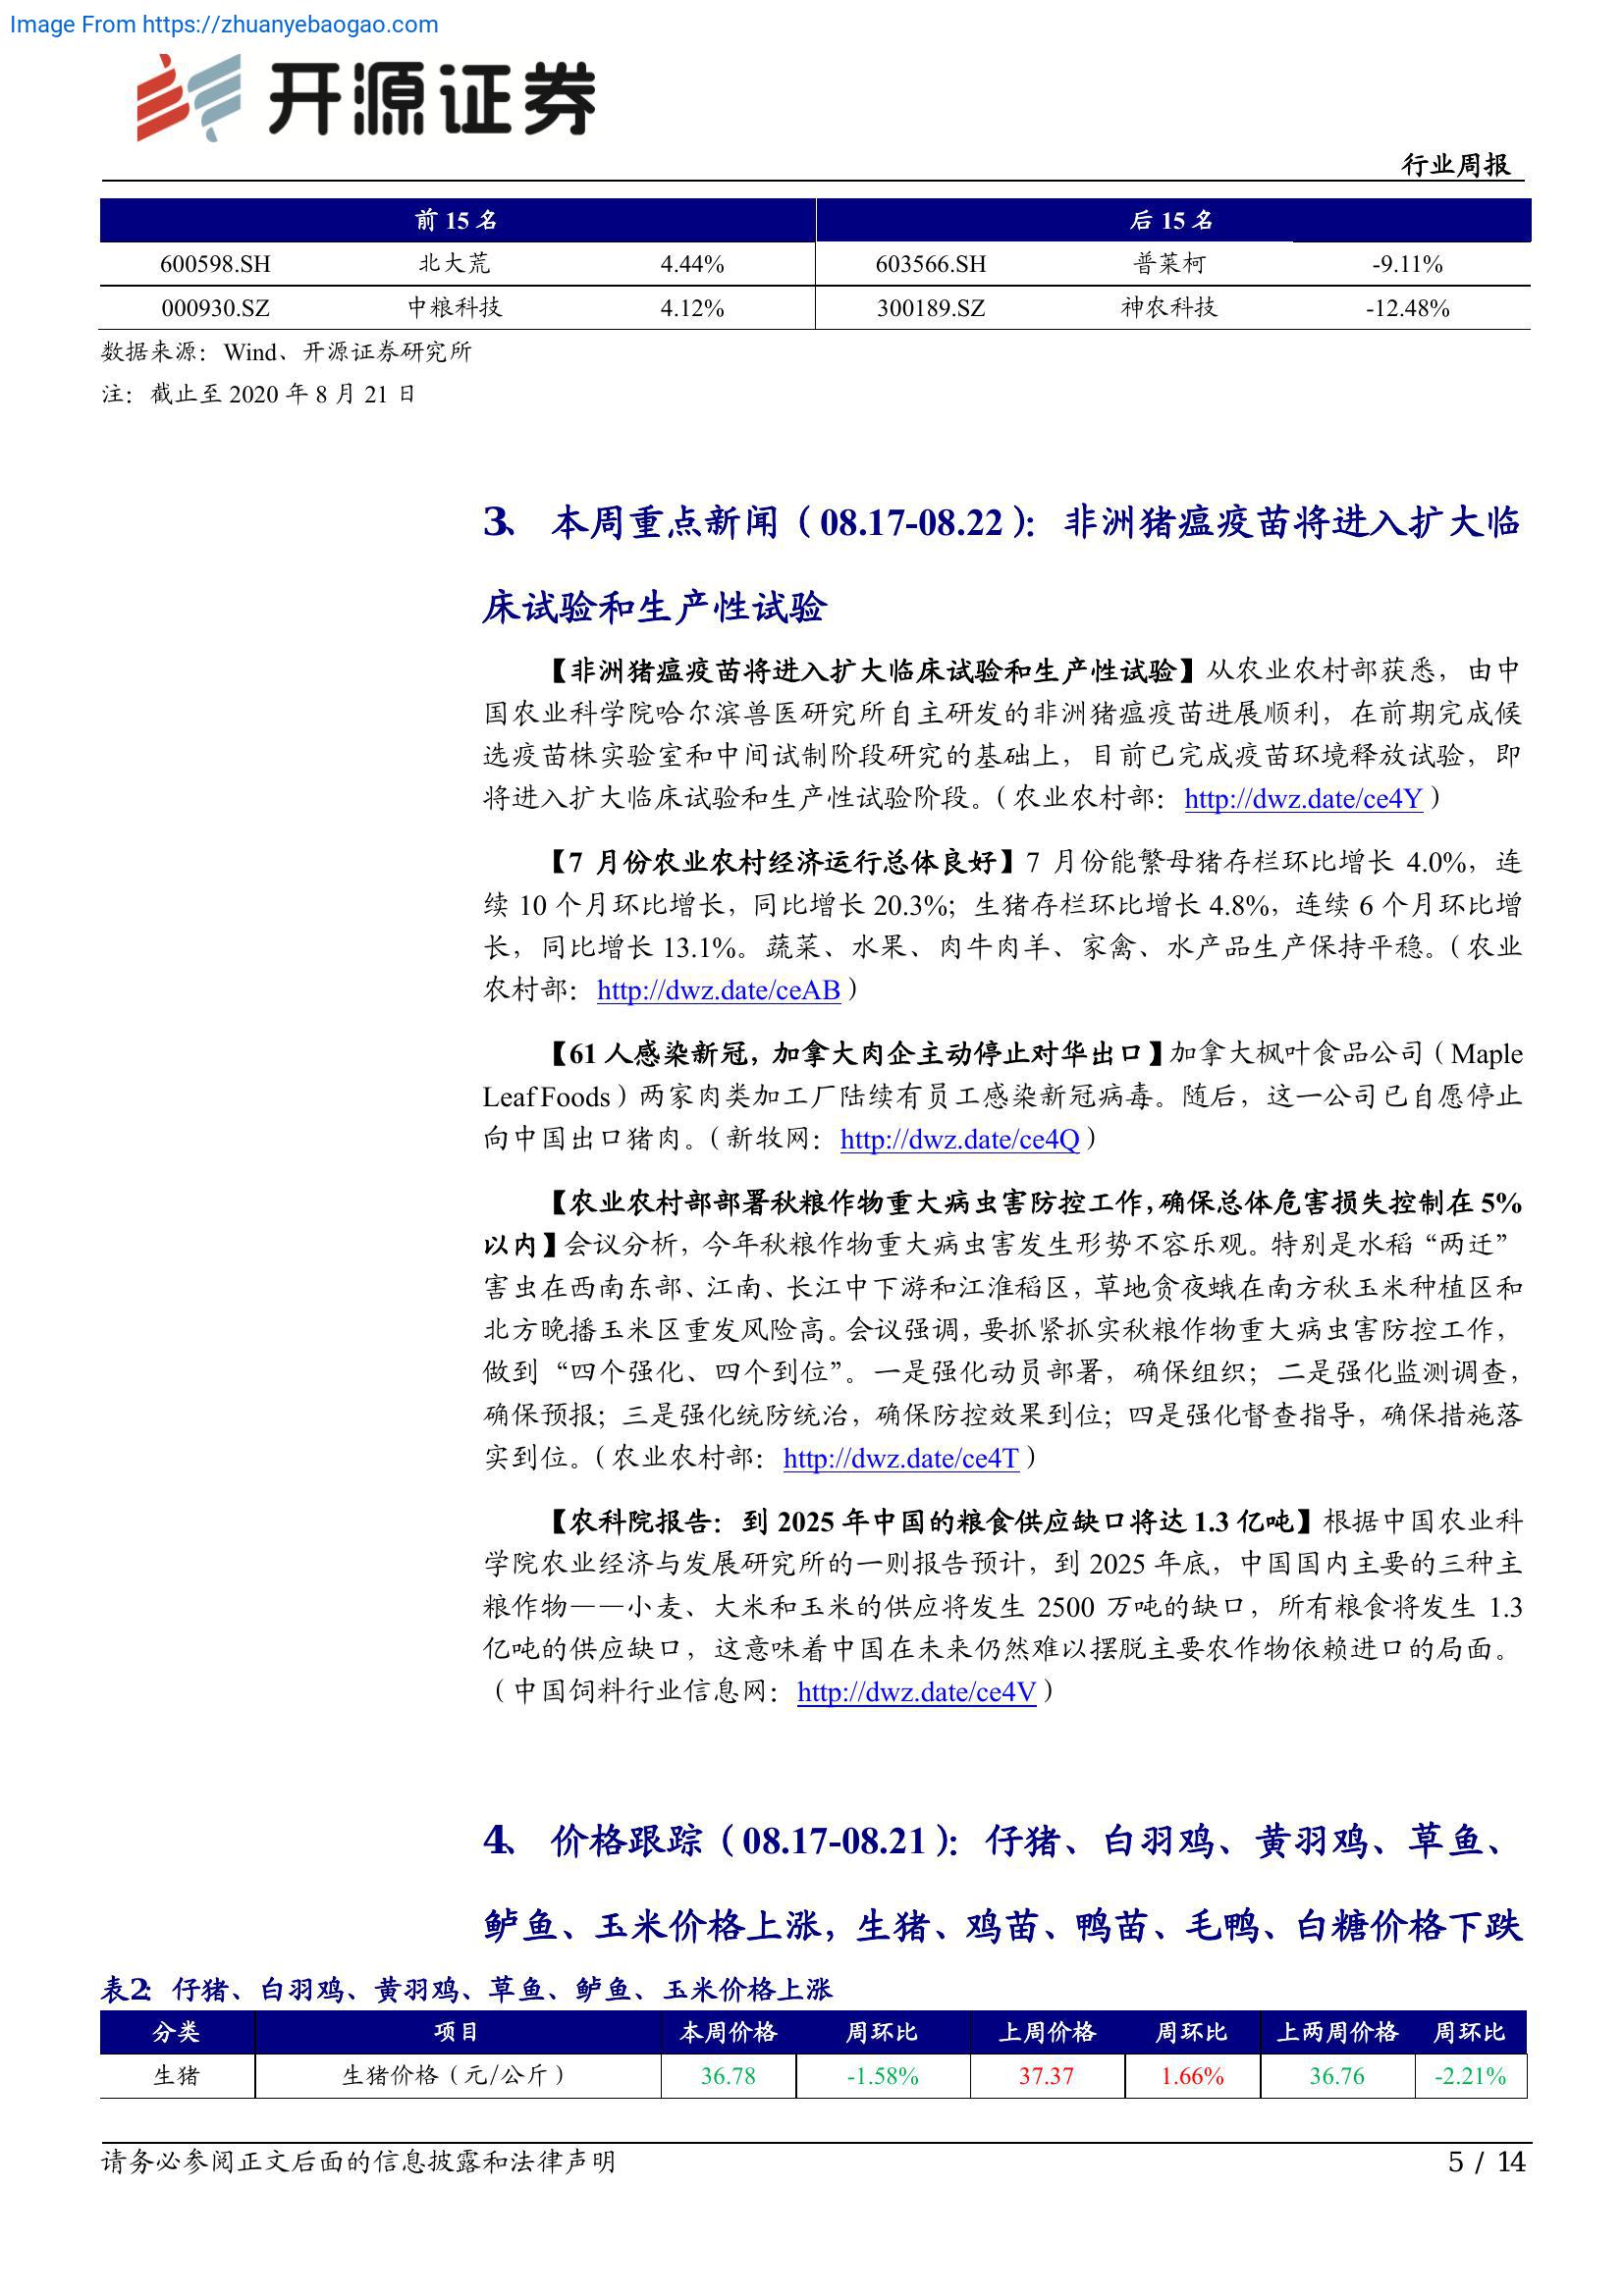 Image From https://zhuanyebaogao.com
开源证券
行业周报
前 15 名 后 15 名
600598.SH 北大荒 4.44% 603566.SH 普莱柯 -9.11%
000930.SZ 中粮科技 4.12% 300189.SZ 神农科技 -12.48%
数据来源：Wind、开源证券研究所
注：截止至 2020 年 8 月 21 日
3、 本周重点新闻（08.17-08.22）：非洲猪瘟疫苗将进入扩大临
床试验和生产性试验
【非洲猪瘟疫苗将进入扩大临床试验和生产性试验】从农业农村部获悉，由中
国农业科学院哈尔滨兽医研究所自主研发的非洲猪瘟疫苗进展顺利，在前期完成候
选疫苗株实验室和中间试制阶段研究的基础上，目前已完成疫苗环境释放试验，即
将进入扩大临床试验和生产性试验阶段。（农业农村部：http://dwz.date/ce4Y）
【7 月份农业农村经济运行总体良好】7 月份能繁母猪存栏环比增长 4.0%，连
续 10 个月环比增长，同比增长 20.3%；生猪存栏环比增长 4.8%，连续 6 个月环比增
长，同比增长 13.1%。蔬菜、水果、肉牛肉羊、家禽、水产品生产保持平稳。（农业
农村部：http://dwz.date/ceAB）
【61 人感染新冠，加拿大肉企主动停止对华出口】加拿大枫叶食品公司（Maple
Leaf Foods）两家肉类加工厂陆续有员工感染新冠病毒。随后，这一公司已自愿停止
向中国出口猪肉。（新牧网：http://dwz.date/ce4Q）
【农业农村部部署秋粮作物重大病虫害防控工作，确保总体危害损失控制在 5%
以内】会议分析，今年秋粮作物重大病虫害发生形势不容乐观。特别是水稻“两迁”
害虫在西南东部、江南、长江中下游和江淮稻区，草地贪夜蛾在南方秋玉米种植区和
北方晚播玉米区重发风险高。会议强调，要抓紧抓实秋粮作物重大病虫害防控工作，
做到“四个强化、四个到位”。一是强化动员部署，确保组织；二是强化监测调查，
确保预报；三是强化统防统治，确保防控效果到位；四是强化督查指导，确保措施落
实到位。（农业农村部：http://dwz.date/ce4T）
【农科院报告：到 2025 年中国的粮食供应缺口将达 1.3 亿吨】根据中国农业科
学院农业经济与发展研究所的一则报告预计，到 2025 年底，中国国内主要的三种主
粮作物——小麦、大米和玉米的供应将发生 2500 万吨的缺口，所有粮食将发生 1.3
亿吨的供应缺口，这意味着中国在未来仍然难以摆脱主要农作物依赖进口的局面。
（中国饲料行业信息网：http://dwz.date/ce4V）
4、 价格跟踪（08.17-08.21）：仔猪、白羽鸡、黄羽鸡、草鱼、
鲈鱼、玉米价格上涨，生猪、鸡苗、鸭苗、毛鸭、白糖价格下跌
表2：仔猪、白羽鸡、黄羽鸡、草鱼、鲈鱼、玉米价格上涨
分类 项目 本周价格 周环比 上周价格 周环比 上两周价格 周环比
生猪 生猪价格（元/公斤） 36.78 -1.58% 37.37 1.66% 36.76 -2.21%
请务必参阅正文后面的信息披露和法律声明 5 / 14